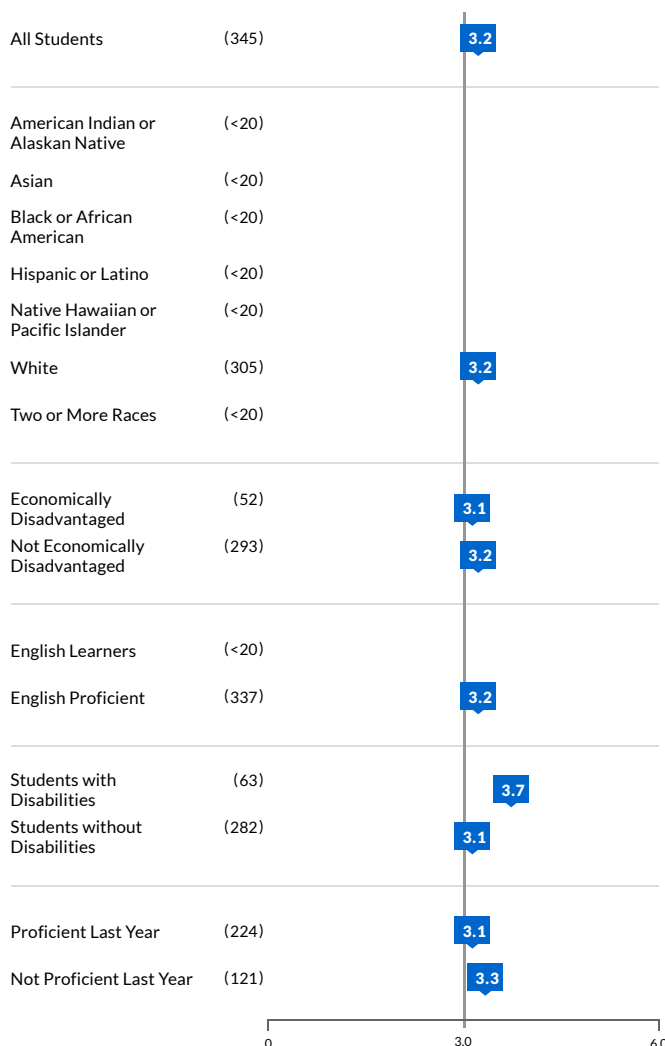 All Students (345) 3.2
American Indian or (<20)
Alaskan Native
Asian (<20)
Black or African (<20)
American
Hispanic or Latino (<20)
Native Hawaiian or (<20)
Pacific Islander
White (305) 3.2
Two or More Races (<20)
Economically (52) 3.1
Disadvantaged
Not Economically (293) 3.2
Disadvantaged
English Learners (<20)
English Proficient (337) 3.2
Students with (63) 3.7
Disabilities
Students without (282) 3.1
Disabilities
Proficient Last Year (224) 3.1
Not Proficient Last Year (121) 3.3
0 3.0 6.0